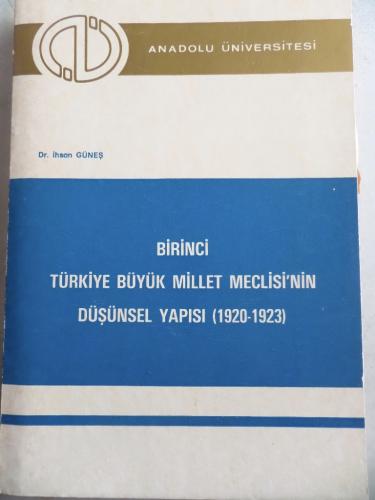 ANADOLU ÜNİVERSİTESİ
Dr. İhsan GÜNEŞ
BİRİNCİ
TÜRKİYE BÜYÜK MİLLET MECLİSİ'NİN
DÜŞÜNSEL YAPISI (1920-1923)